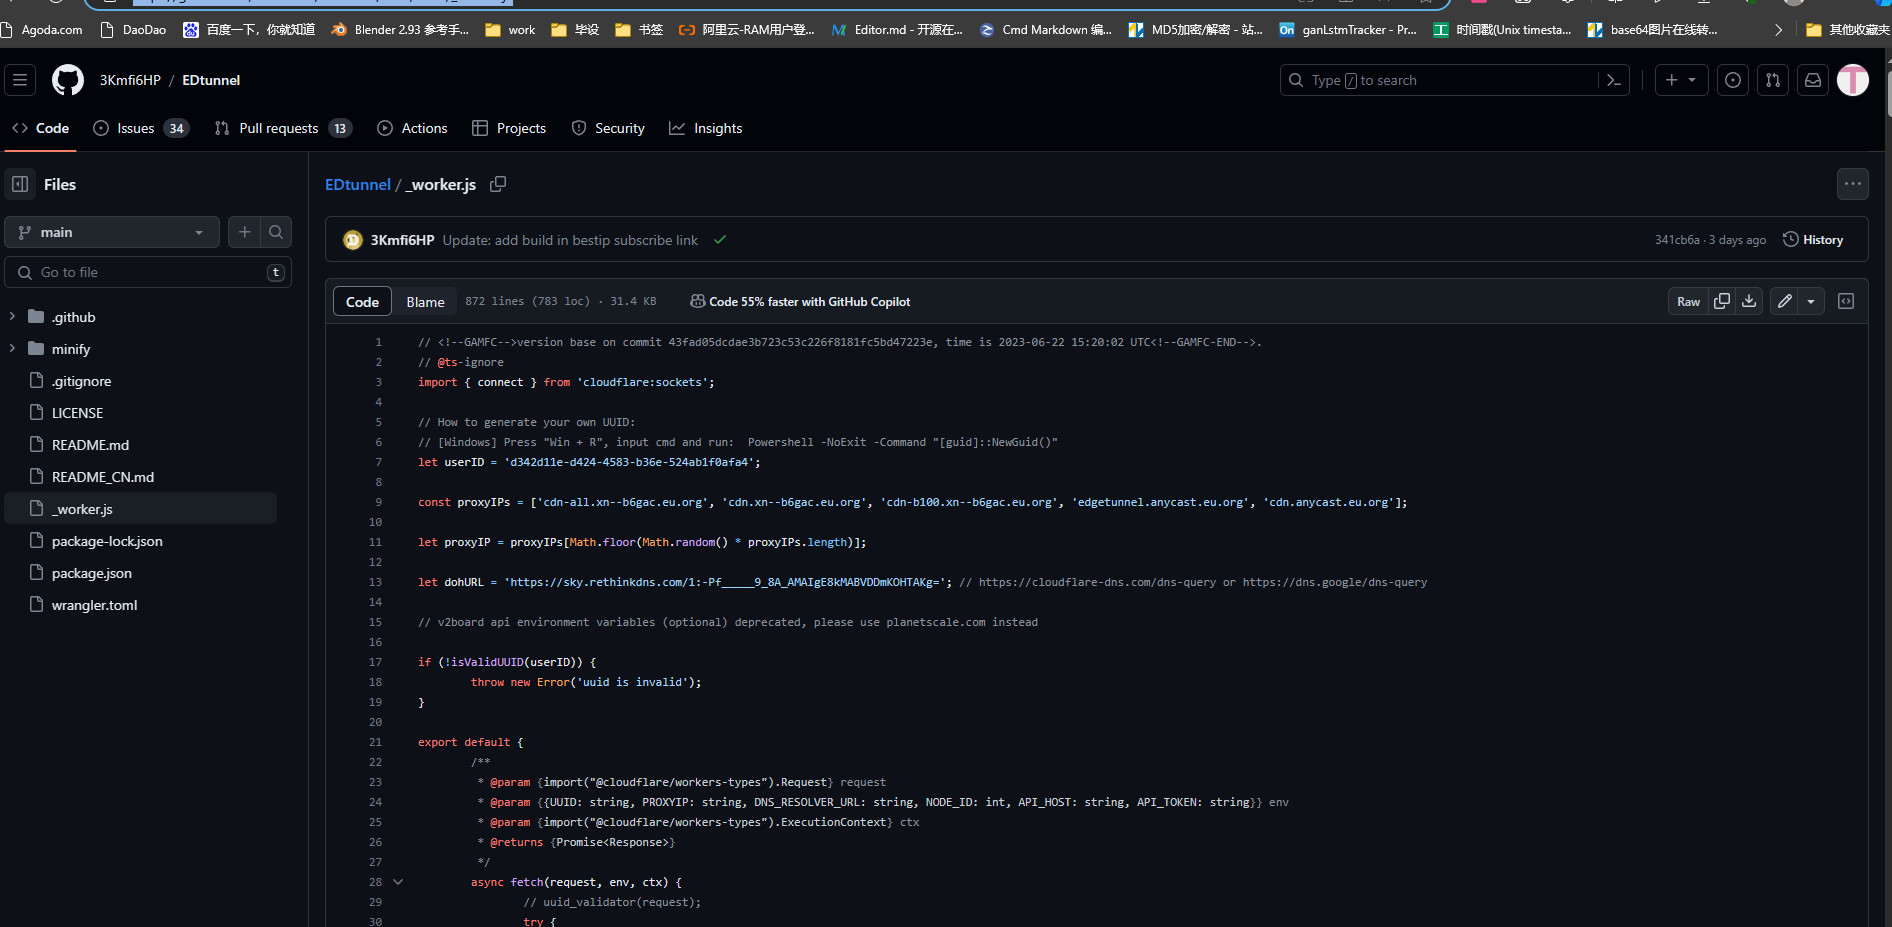 Agoda.com DaoDao 百度一下，你就知道 Blender 2.93 参考手... work 毕设 书签 阿里云-RAM用户登... Editor.md - 开源在... Cmd Markdown 编... MD5加密/解密 - 站... ganLstmTracker - Pr... 时间戳(Unix timesta... base64图片在线转... 其他收藏夹
3Kmfi6HP / EDtunnel
Type / to search
Code
Issues 34
Pull requests 13
Actions
Projects
Security
Insights
Files
main
Go to file t
.github
minify
.gitignore
LICENSE
README.md
README_CN.md
_worker.js
package-lock.json
package.json
wrangler.toml
EDtunnel / _worker.js
3Kmfi6HP Update: add build in bestip subscribe link
341cb6a · 3 days ago History
Code Blame 872 lines (783 loc) · 31.4 KB Code 55% faster with GitHub Copilot Raw
1 // <!--GAMFC-->version base on commit 43fad05dcdae3b723c53c226f8181fc5bd47223e, time is 2023-06-22 15:20:02 UTC<!--GAMFC-END-->.
2 // @ts-ignore
3 import { connect } from 'cloudflare:sockets';
4
5 // How to generate your own UUID:
6 // [Windows] Press "Win + R", input cmd and run:  Powershell -NoExit -Command "[guid]::NewGuid()"
7 let userID = 'd342d11e-d424-4583-b36e-524ab1f0afa4';
8
9 const proxyIPs = ['cdn-all.xn--b6gac.eu.org', 'cdn.xn--b6gac.eu.org', 'cdn-b100.xn--b6gac.eu.org', 'edgetunnel.anycast.eu.org', 'cdn.anycast.eu.org'];
10
11 let proxyIP = proxyIPs[Math.floor(Math.random() * proxyIPs.length)];
12
13 let dohURL = 'https://sky.rethinkdns.com/1:-Pf_____9_8A_AMAIgE8kMABVDDmKOHTAKg='; // https://cloudflare-dns.com/dns-query or https://dns.google/dns-query
14
15 // v2board api environment variables (optional) deprecated, please use planetscale.com instead
16
17 if (!isValidUUID(userID)) {
18 throw new Error('uuid is invalid');
19 }
20
21 export default {
22 /**
23 * @param {import("@cloudflare/workers-types").Request} request
24 * @param {{UUID: string, PROXYIP: string, DNS_RESOLVER_URL: string, NODE_ID: int, API_HOST: string, API_TOKEN: string}} env
25 * @param {import("@cloudflare/workers-types").ExecutionContext} ctx
26 * @returns {Promise<Response>}
27 */
28 async fetch(request, env, ctx) {
29 // uuid_validator(request);
30 try {